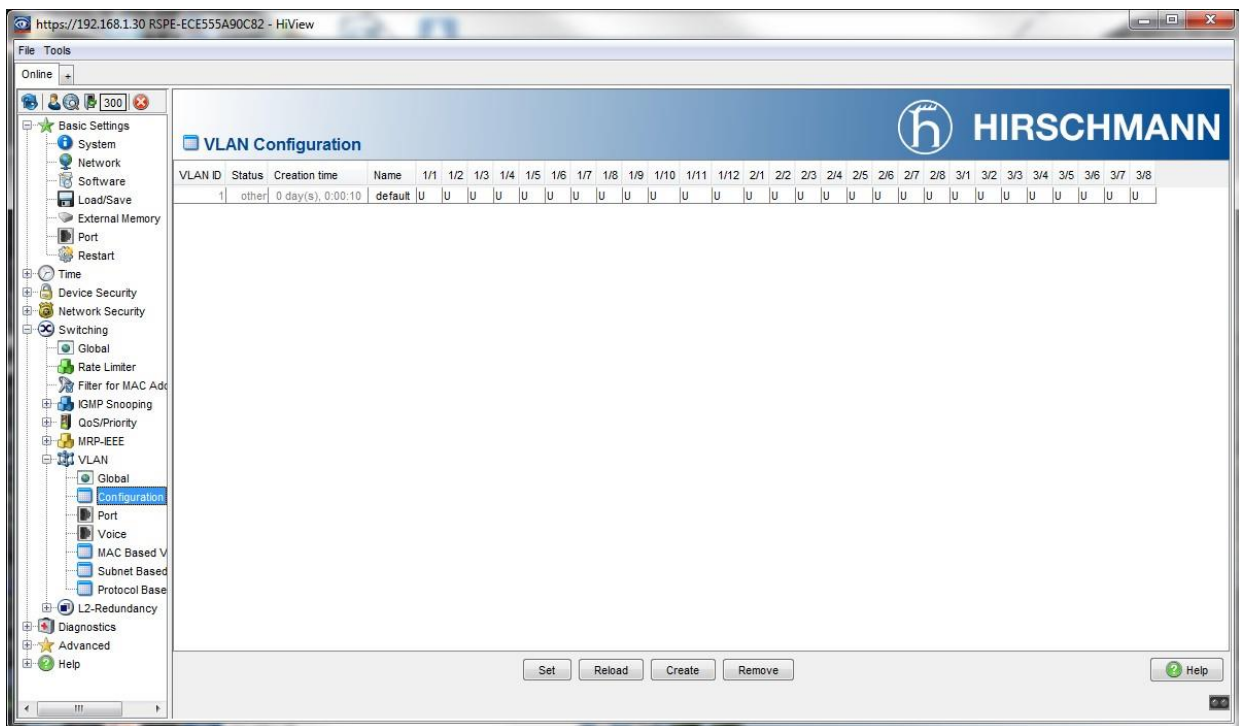 https://192.168.1.30 RSPE-ECE555A90C82 - HiView
File Tools
Online +
300
Basic Settings
System
Network
Software
Load/Save
External Memory
Port
Restart
Time
Device Security
Network Security
Switching
Global
Rate Limiter
Filter for MAC Add
IGMP Snooping
QoS/Priority
MRP-IEEE
VLAN
Global
Configuration
Port
Voice
MAC Based V
Subnet Based
Protocol Base
L2-Redundancy
Diagnostics
Advanced
Help
HIRSCHMANN
VLAN Configuration
VLAN ID Status Creation time Name 1/1 1/2 1/3 1/4 1/5 1/6 1/7 1/8 1/9 1/10 1/11 1/12 2/1 2/2 2/3 2/4 2/5 2/6 2/7 2/8 3/1 3/2 3/3 3/4 3/5 3/6 3/7 3/8
1 other 0 day(s), 0:00:10 default U U U U U U U U U U U U U U U U U U U U U U U U U U U U
Set Reload Create Remove Help